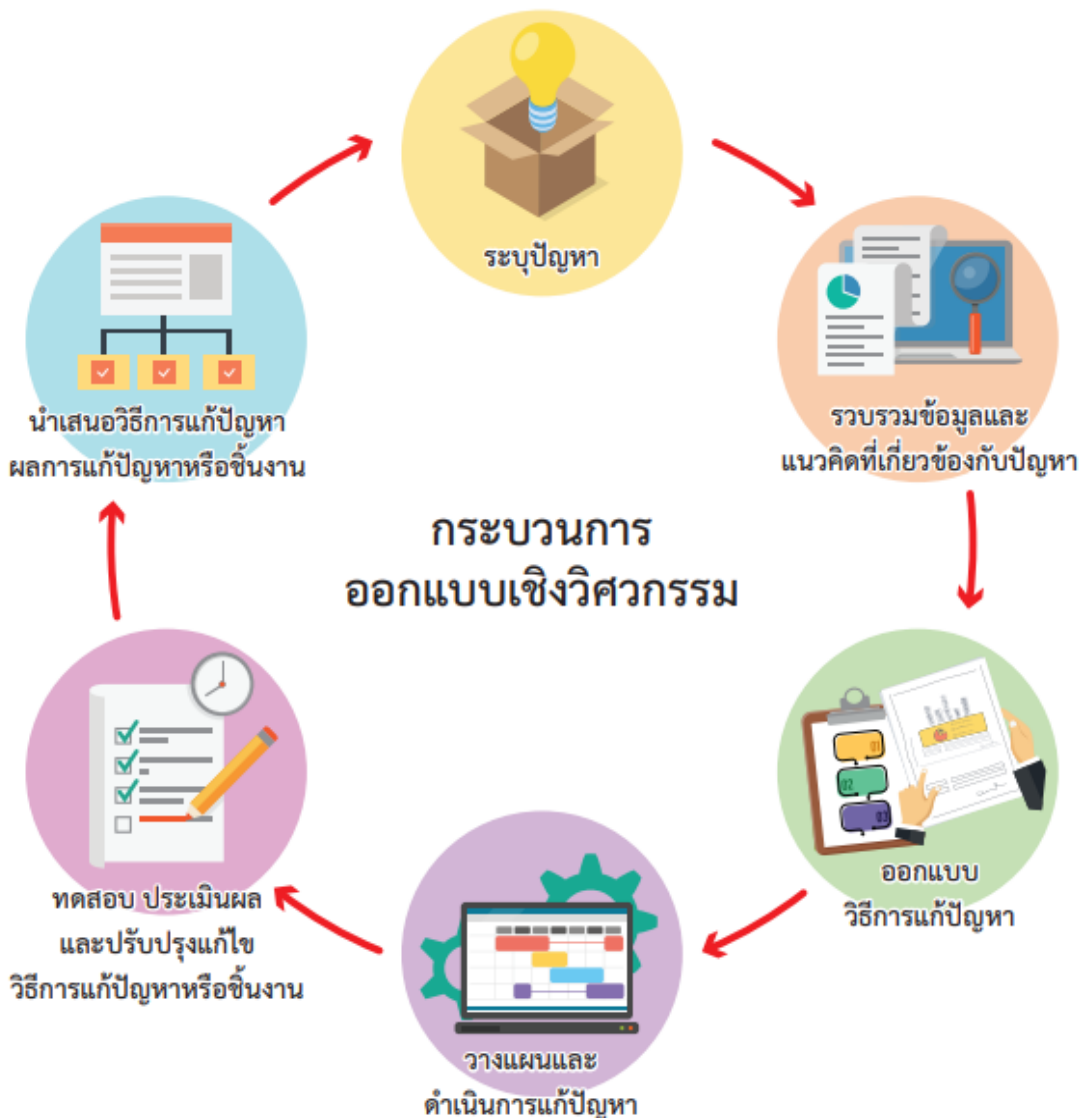 ระบุปัญหา
รวบรวมข้อมูลและ
แนวคิดที่เกี่ยวข้องกับปัญหา
ออกแบบ
วิธีการแก้ปัญหา
01
02
03
วางแผนและ
ดำเนินการแก้ปัญหา
ทดสอบ ประเมินผล
และปรับปรุงแก้ไข
วิธีการแก้ปัญหาหรือชิ้นงาน
นำเสนอวิธีการแก้ปัญหา
ผลการแก้ปัญหาหรือชิ้นงาน
กระบวนการ
ออกแบบเชิงวิศวกรรม